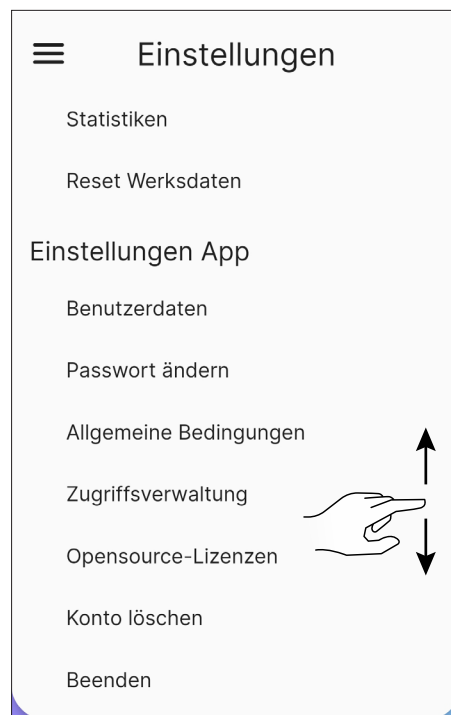 Einstellungen
Statistiken
Reset Werksdaten
Einstellungen App
Benutzerdaten
Passwort ändern
Allgemeine Bedingungen
Zugriffsverwaltung
Opensource-Lizenzen
Konto löschen
Beenden